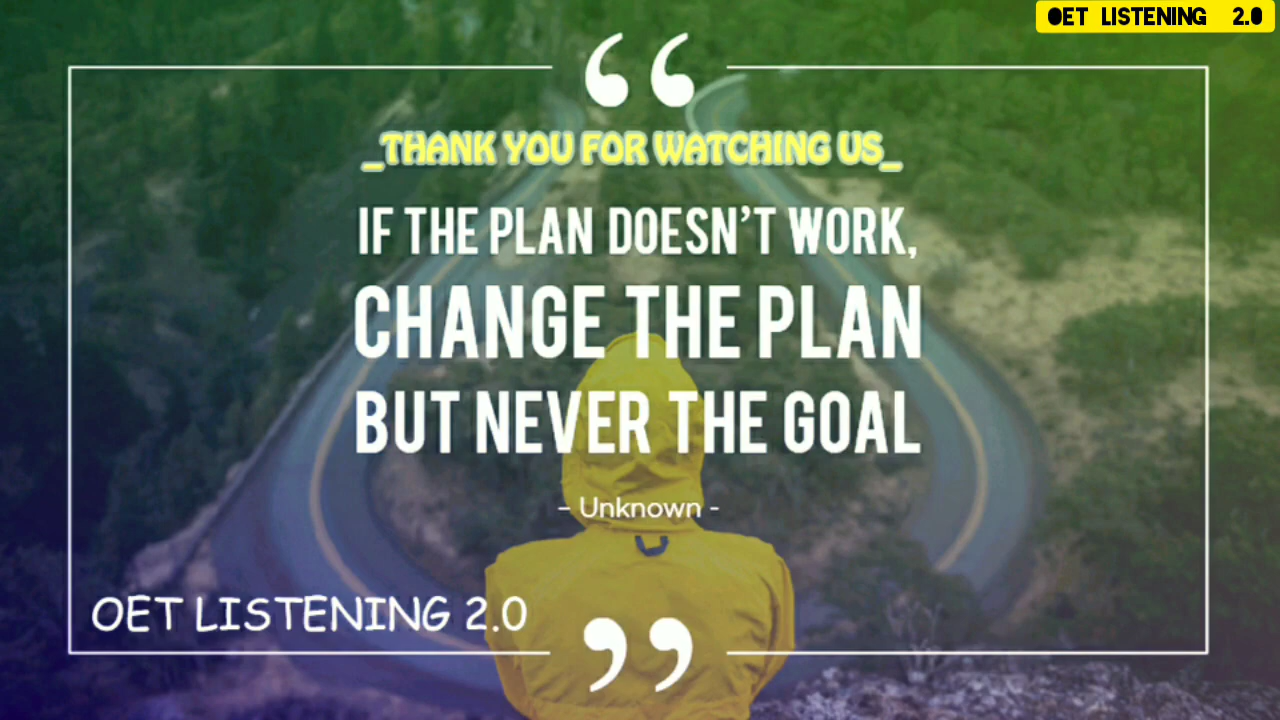 OET LISTENING 2.0
“
_THANK YOU FOR WATCHING US_
IF THE PLAN DOESN’T WORK,
CHANGE THE PLAN
BUT NEVER THE GOAL
- Unknown -
OET LISTENING 2.0
”